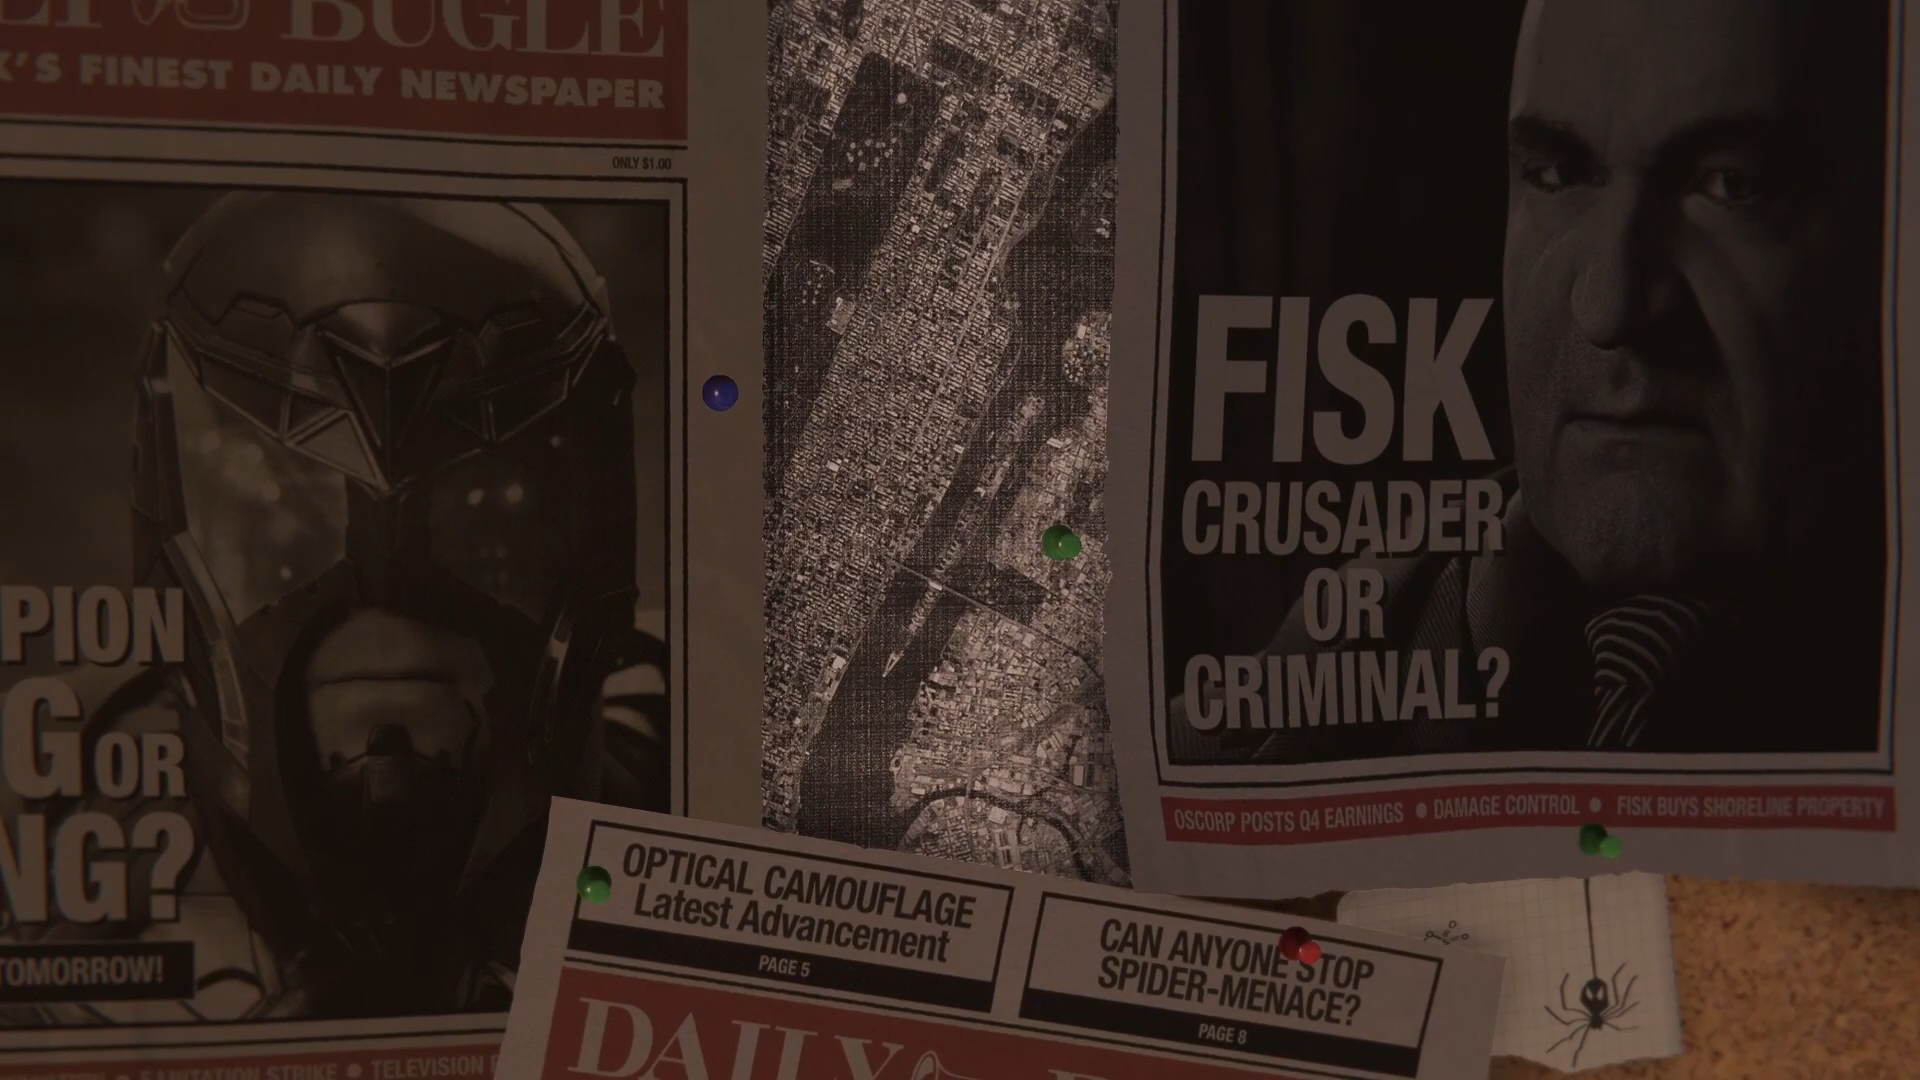 BUGLE
K'S FINEST DAILY NEWSPAPER
ONLY $1.00
PION
G OR
NG?
TOMORROW!
SANITATION STRIKE • TELEVISION
FISK
CRUSADER
OR
CRIMINAL?
OSCORP POSTS Q4 EARNINGS • DAMAGE CONTROL • FISK BUYS SHORELINE PROPERTY
OPTICAL CAMOUFLAGE
Latest Advancement
PAGE 5
CAN ANYONE STOP
SPIDER-MENACE?
PAGE 8
DAILY